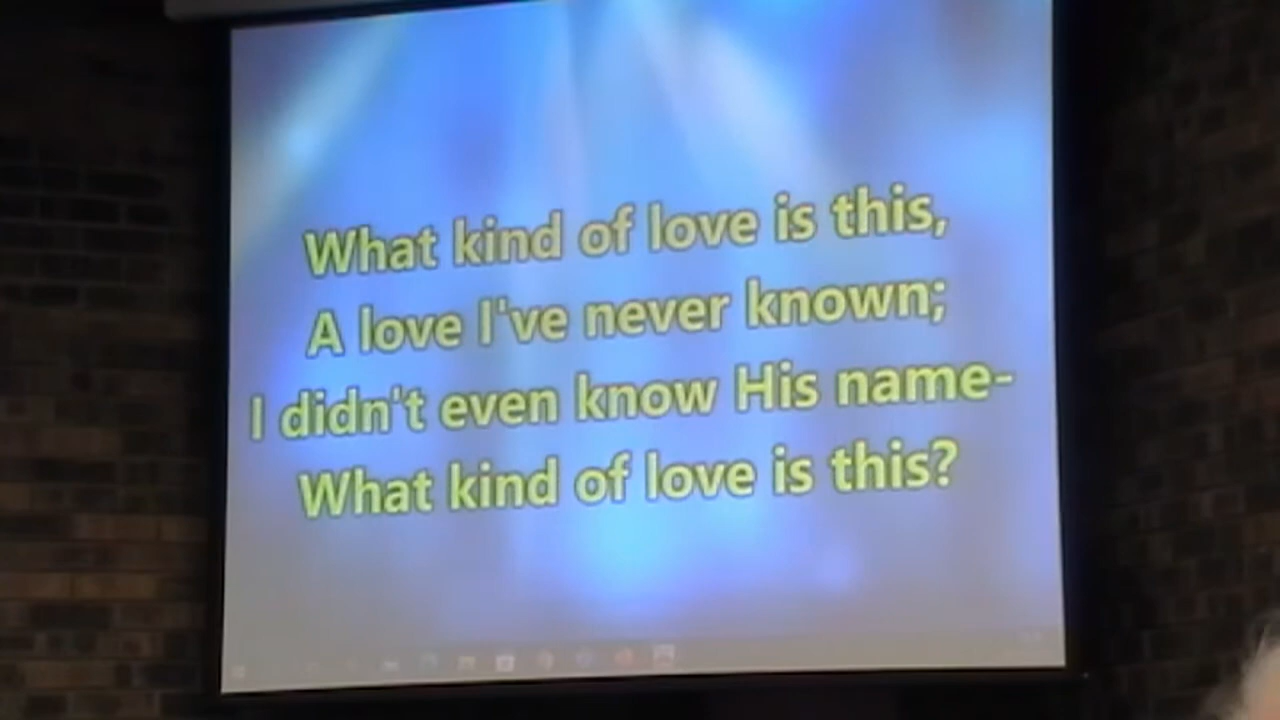 What kind of love is this,
A love I've never known;
I didn't even know His name-
What kind of love is this?